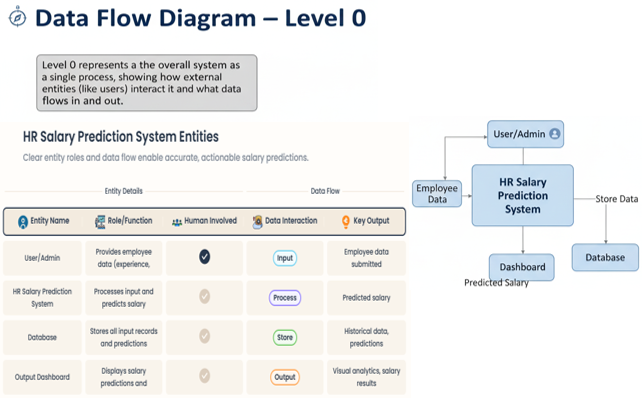 Data Flow Diagram – Level 0
Level 0 represents a the overall system as
a single process, showing how external
entities (like users) interact it and what data
flows in and out.
HR Salary Prediction System Entities
Clear entity roles and data flow enable accurate, actionable salary predictions.
Entity Details
Data Flow
Entity Name
Role/Function
Human Involved
Data Interaction
Key Output
User/Admin
Provides employee
data (experience,
Input
Employee data
submitted
HR Salary Prediction
System
Processes input and
predicts salary
Process
Predicted salary
Database
Stores all input records
and predictions
Store
Historical data,
predictions
Output Dashboard
Displays salary
predictions and
Output
Visual analytics, salary
results
User/Admin
Employee
Data
HR Salary
Prediction
System
Store Data
Database
Dashboard
Predicted Salary